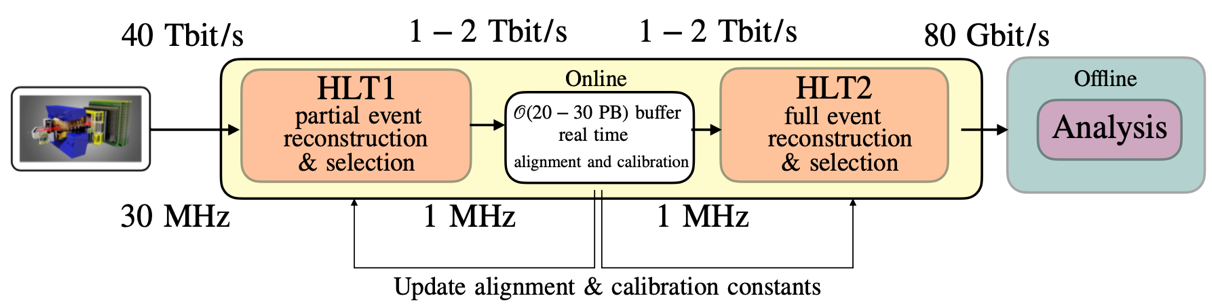 40 Tbit/s
1 – 2 Tbit/s
1 – 2 Tbit/s
80 Gbit/s
HLT1
partial event
reconstruction
& selection
Online
𝒪(20 – 30 PB) buffer
real time
alignment and calibration
HLT2
full event
reconstruction
& selection
Offline
Analysis
30 MHz
1 MHz
1 MHz
Update alignment & calibration constants